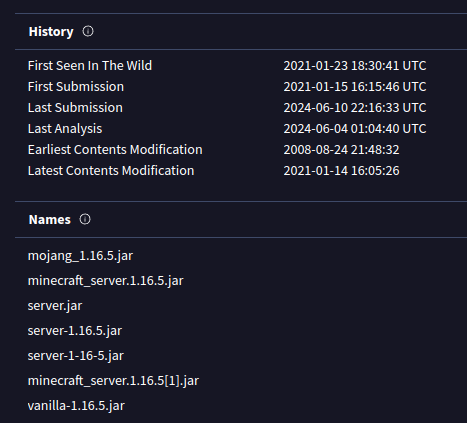 History
First Seen In The Wild 2021-01-23 18:30:41 UTC
First Submission 2021-01-15 16:15:46 UTC
Last Submission 2024-06-10 22:16:33 UTC
Last Analysis 2024-06-04 01:04:40 UTC
Earliest Contents Modification 2008-08-24 21:48:32
Latest Contents Modification 2021-01-14 16:05:26
Names
mojang_1.16.5.jar
minecraft_server.1.16.5.jar
server.jar
server-1.16.5.jar
server-1-16-5.jar
minecraft_server.1.16.5[1].jar
vanilla-1.16.5.jar